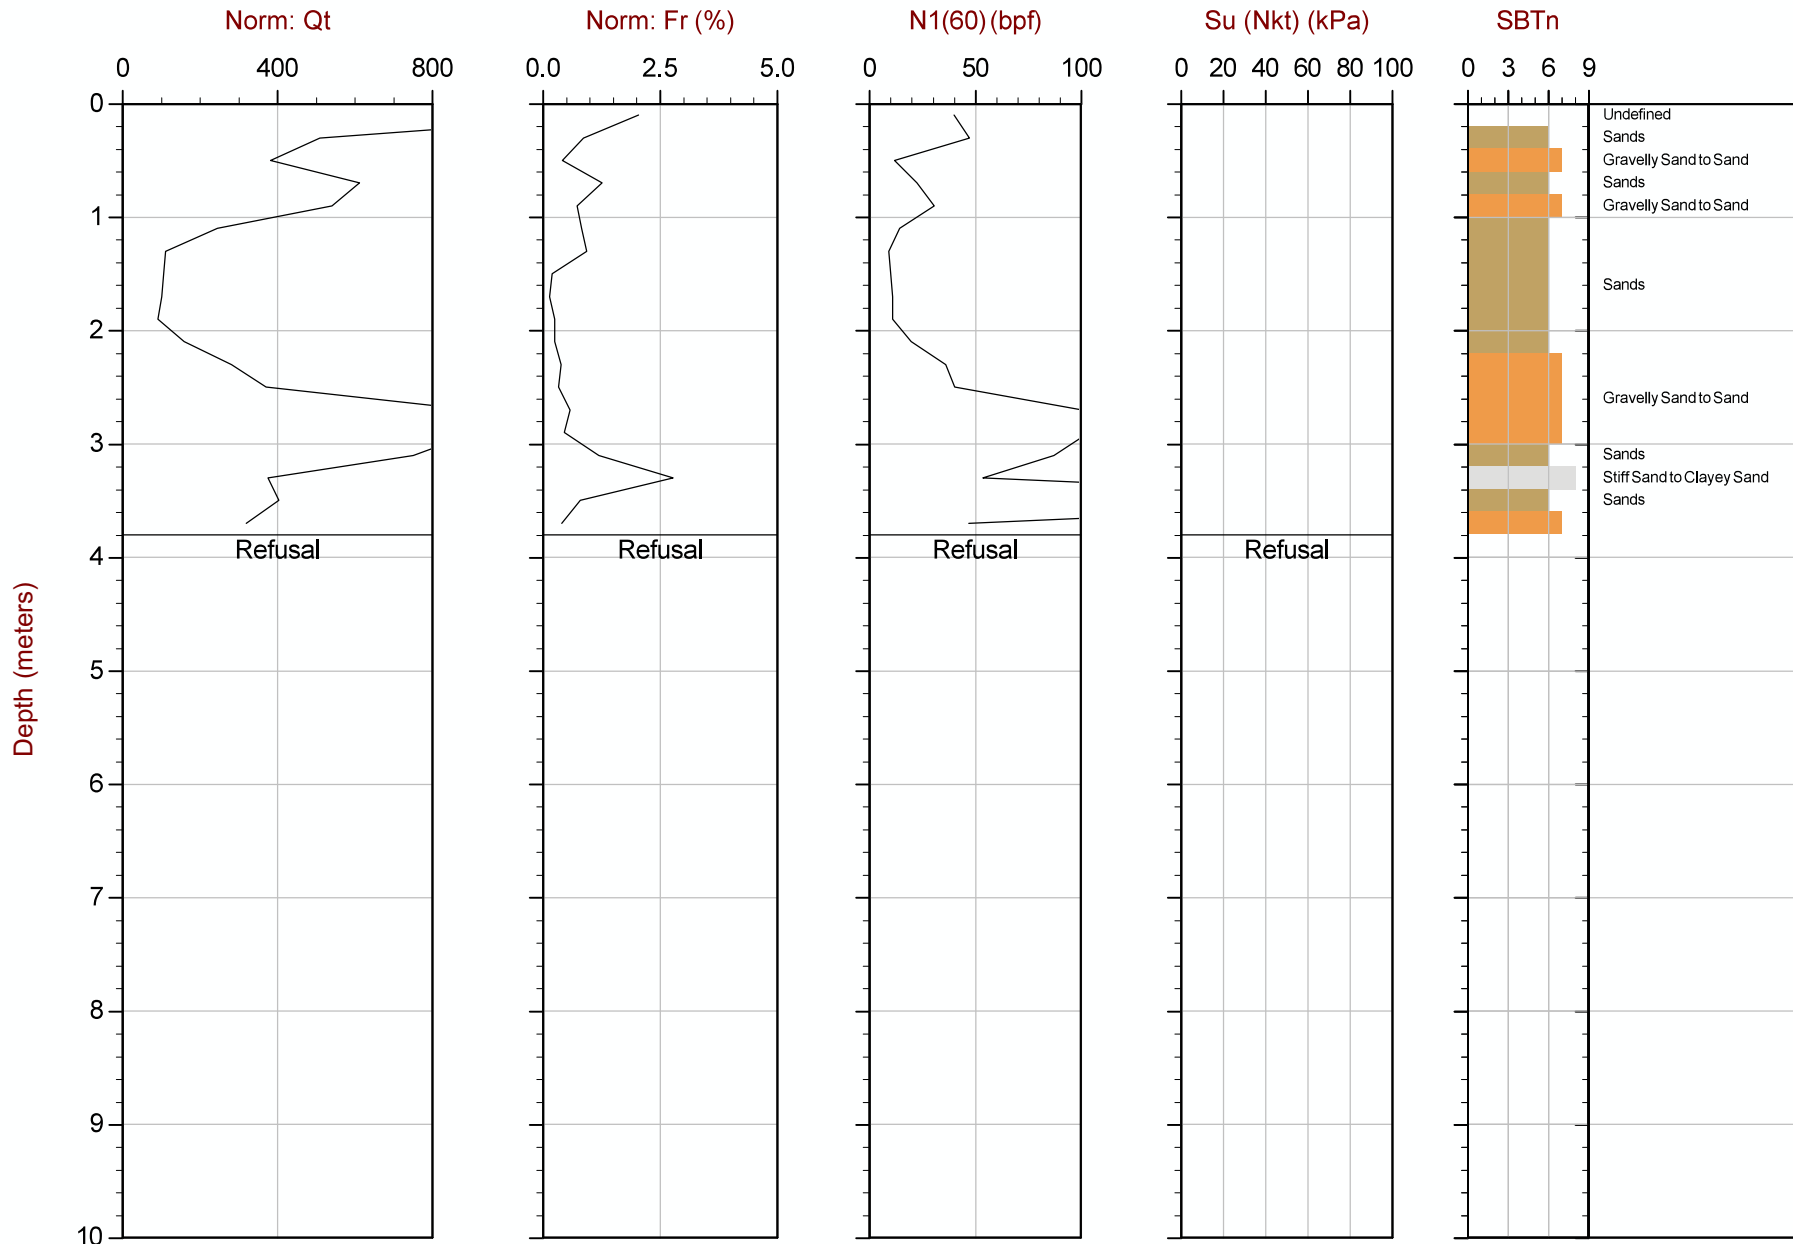 Norm: Qt Norm: Fr (%) N1(60) (bpf) Su (Nkt) (kPa) SBTn
0 400 800 0.0 2.5 5.0 0 50 100 0 20 40 60 80 100 0 3 6 9
0
Undefined
Sands
Gravelly Sand to Sand
Sands
Gravelly Sand to Sand
1
Sands
2
Gravelly Sand to Sand
3
Sands
Stiff Sand to Clayey Sand
Sands
Refusal Refusal Refusal Refusal
4
5
6
7
8
9
10
Depth (meters)